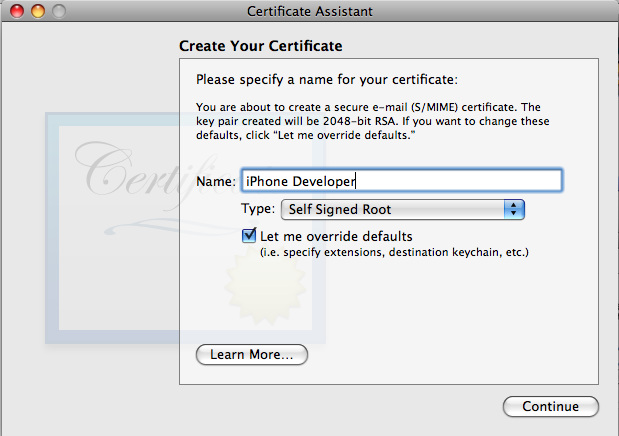 Certificate Assistant
Create Your Certificate
Please specify a name for your certificate:
You are about to create a secure e-mail (S/MIME) certificate. The
key pair created will be 2048-bit RSA. If you want to change these
defaults, click “Let me override defaults.”
Name: iPhone Developer
Type: Self Signed Root
Let me override defaults
(i.e. specify extensions, destination keychain, etc.)
Learn More...
Continue